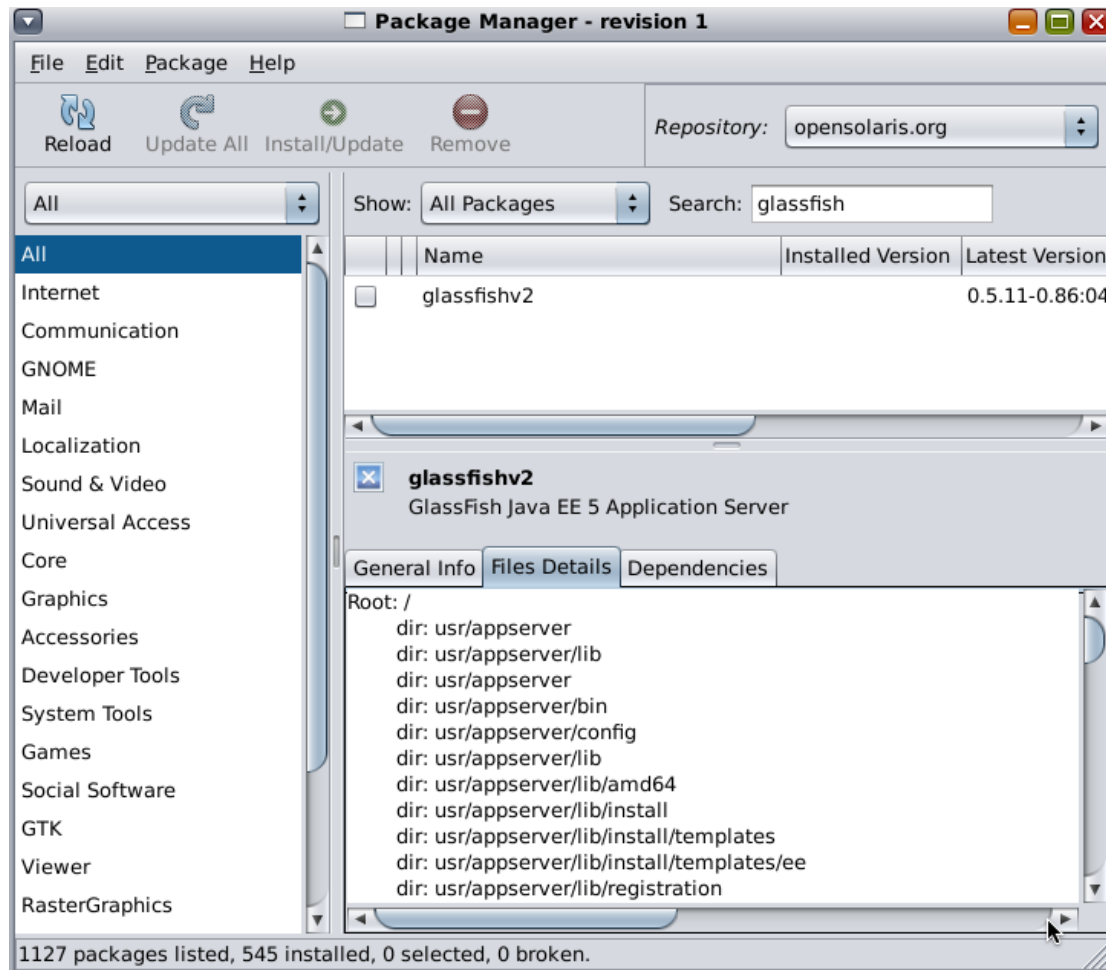 Package Manager - revision 1
File Edit Package Help
Reload Update All Install/Update Remove Repository: opensolaris.org
All Show: All Packages Search: glassfish
Name Installed Version Latest Version
glassfishv2 0.5.11-0.86:04
All
Internet
Communication
GNOME
Mail
Localization
Sound & Video
Universal Access
Core
Graphics
Accessories
Developer Tools
System Tools
Games
Social Software
GTK
Viewer
RasterGraphics
glassfishv2
GlassFish Java EE 5 Application Server
General Info Files Details Dependencies
Root: /
dir: usr/appserver
dir: usr/appserver/lib
dir: usr/appserver
dir: usr/appserver/bin
dir: usr/appserver/config
dir: usr/appserver/lib
dir: usr/appserver/lib/amd64
dir: usr/appserver/lib/install
dir: usr/appserver/lib/install/templates
dir: usr/appserver/lib/install/templates/ee
dir: usr/appserver/lib/registration
1127 packages listed, 545 installed, 0 selected, 0 broken.